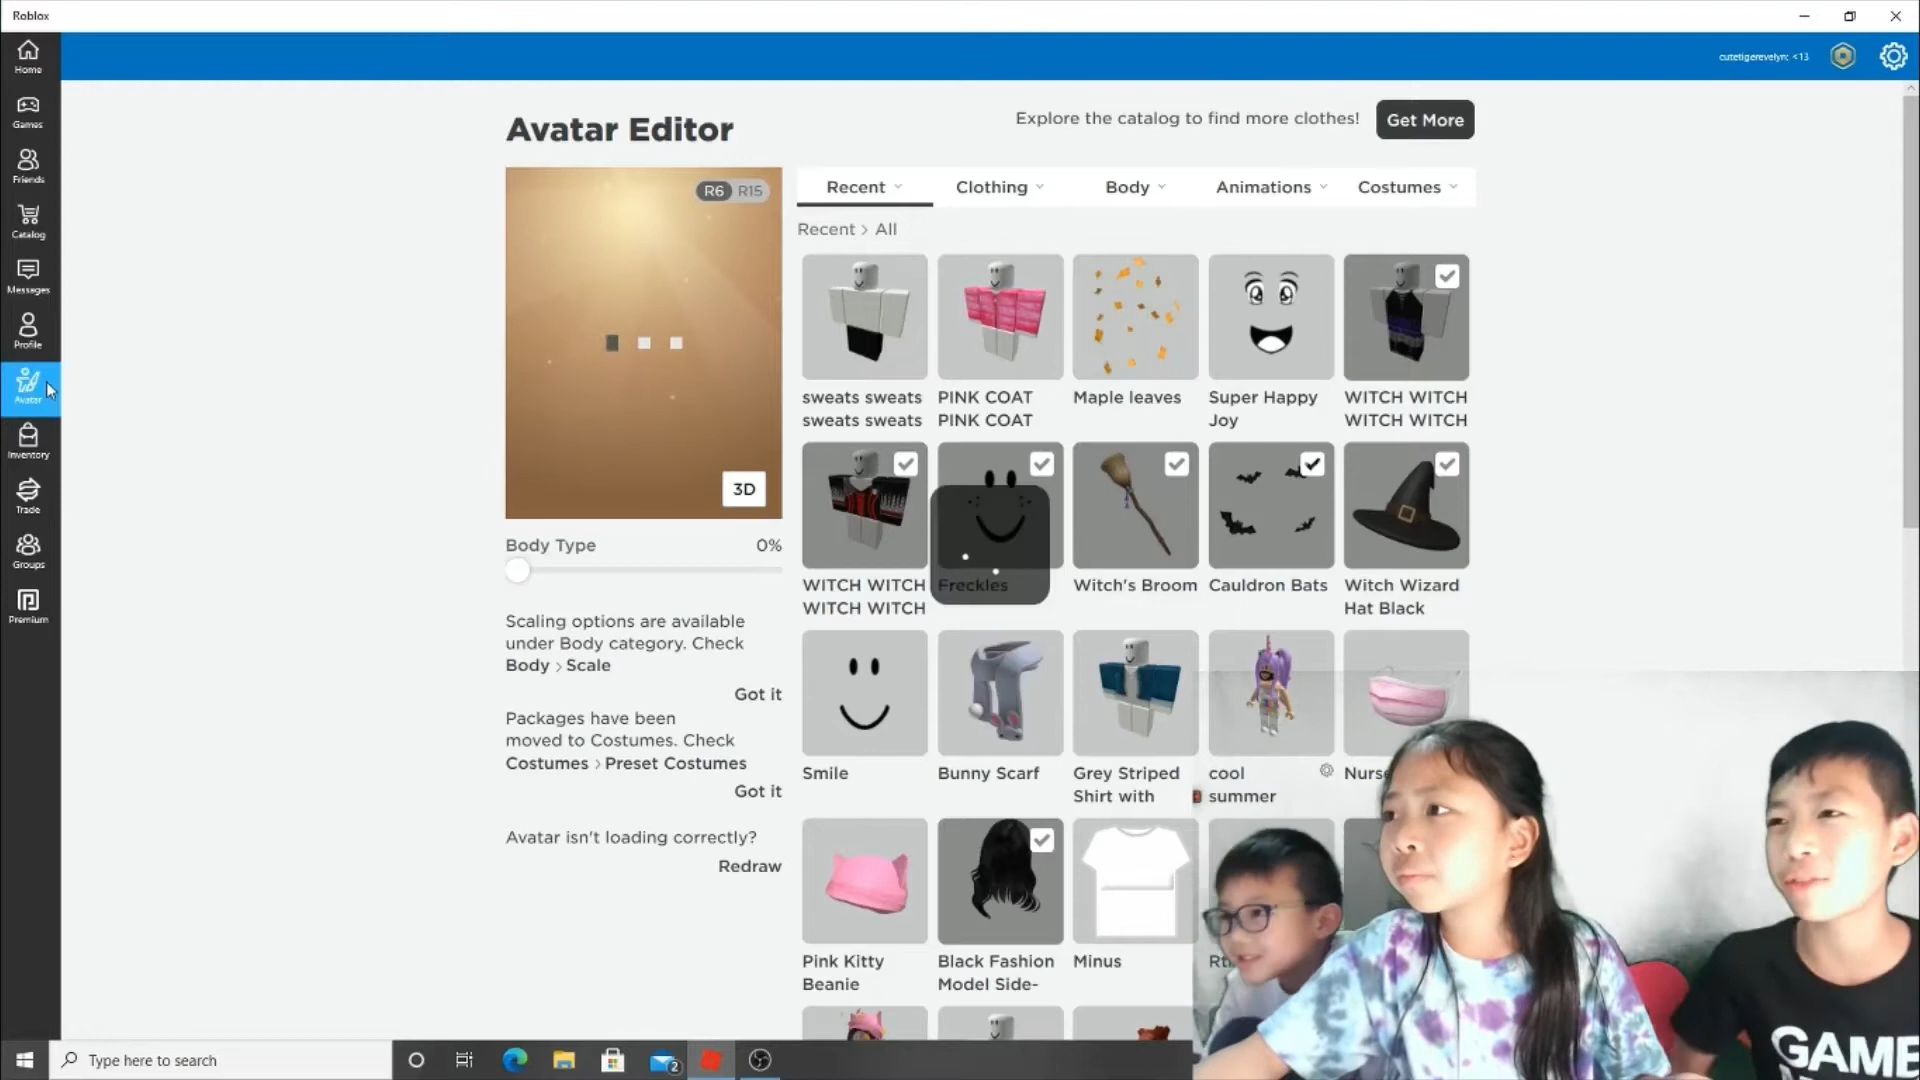 Roblox
cutetigerevelyn: <13
Home
Games
Friends
Catalog
Messages
Profile
Avatar
Inventory
Trade
Groups
Premium
Avatar Editor
Explore the catalog to find more clothes!
Get More
R6 R15
3D
Body Type 0%
Scaling options are available
under Body category. Check
Body > Scale
Got it
Packages have been
moved to Costumes. Check
Costumes > Preset Costumes
Got it
Avatar isn't loading correctly?
Redraw
Recent Clothing Body Animations Costumes
Recent > All
sweats sweats
sweats sweats
PINK COAT
PINK COAT
Maple leaves
Super Happy
Joy
WITCH WITCH
WITCH WITCH
WITCH WITCH
WITCH WITCH
Freckles
Witch's Broom
Cauldron Bats
Witch Wizard
Hat Black
Smile
Bunny Scarf
Grey Striped
Shirt with
cool
summer
Nurse
Pink Kitty
Beanie
Black Fashion
Model Side-
Minus
GAME
Type here to search
2